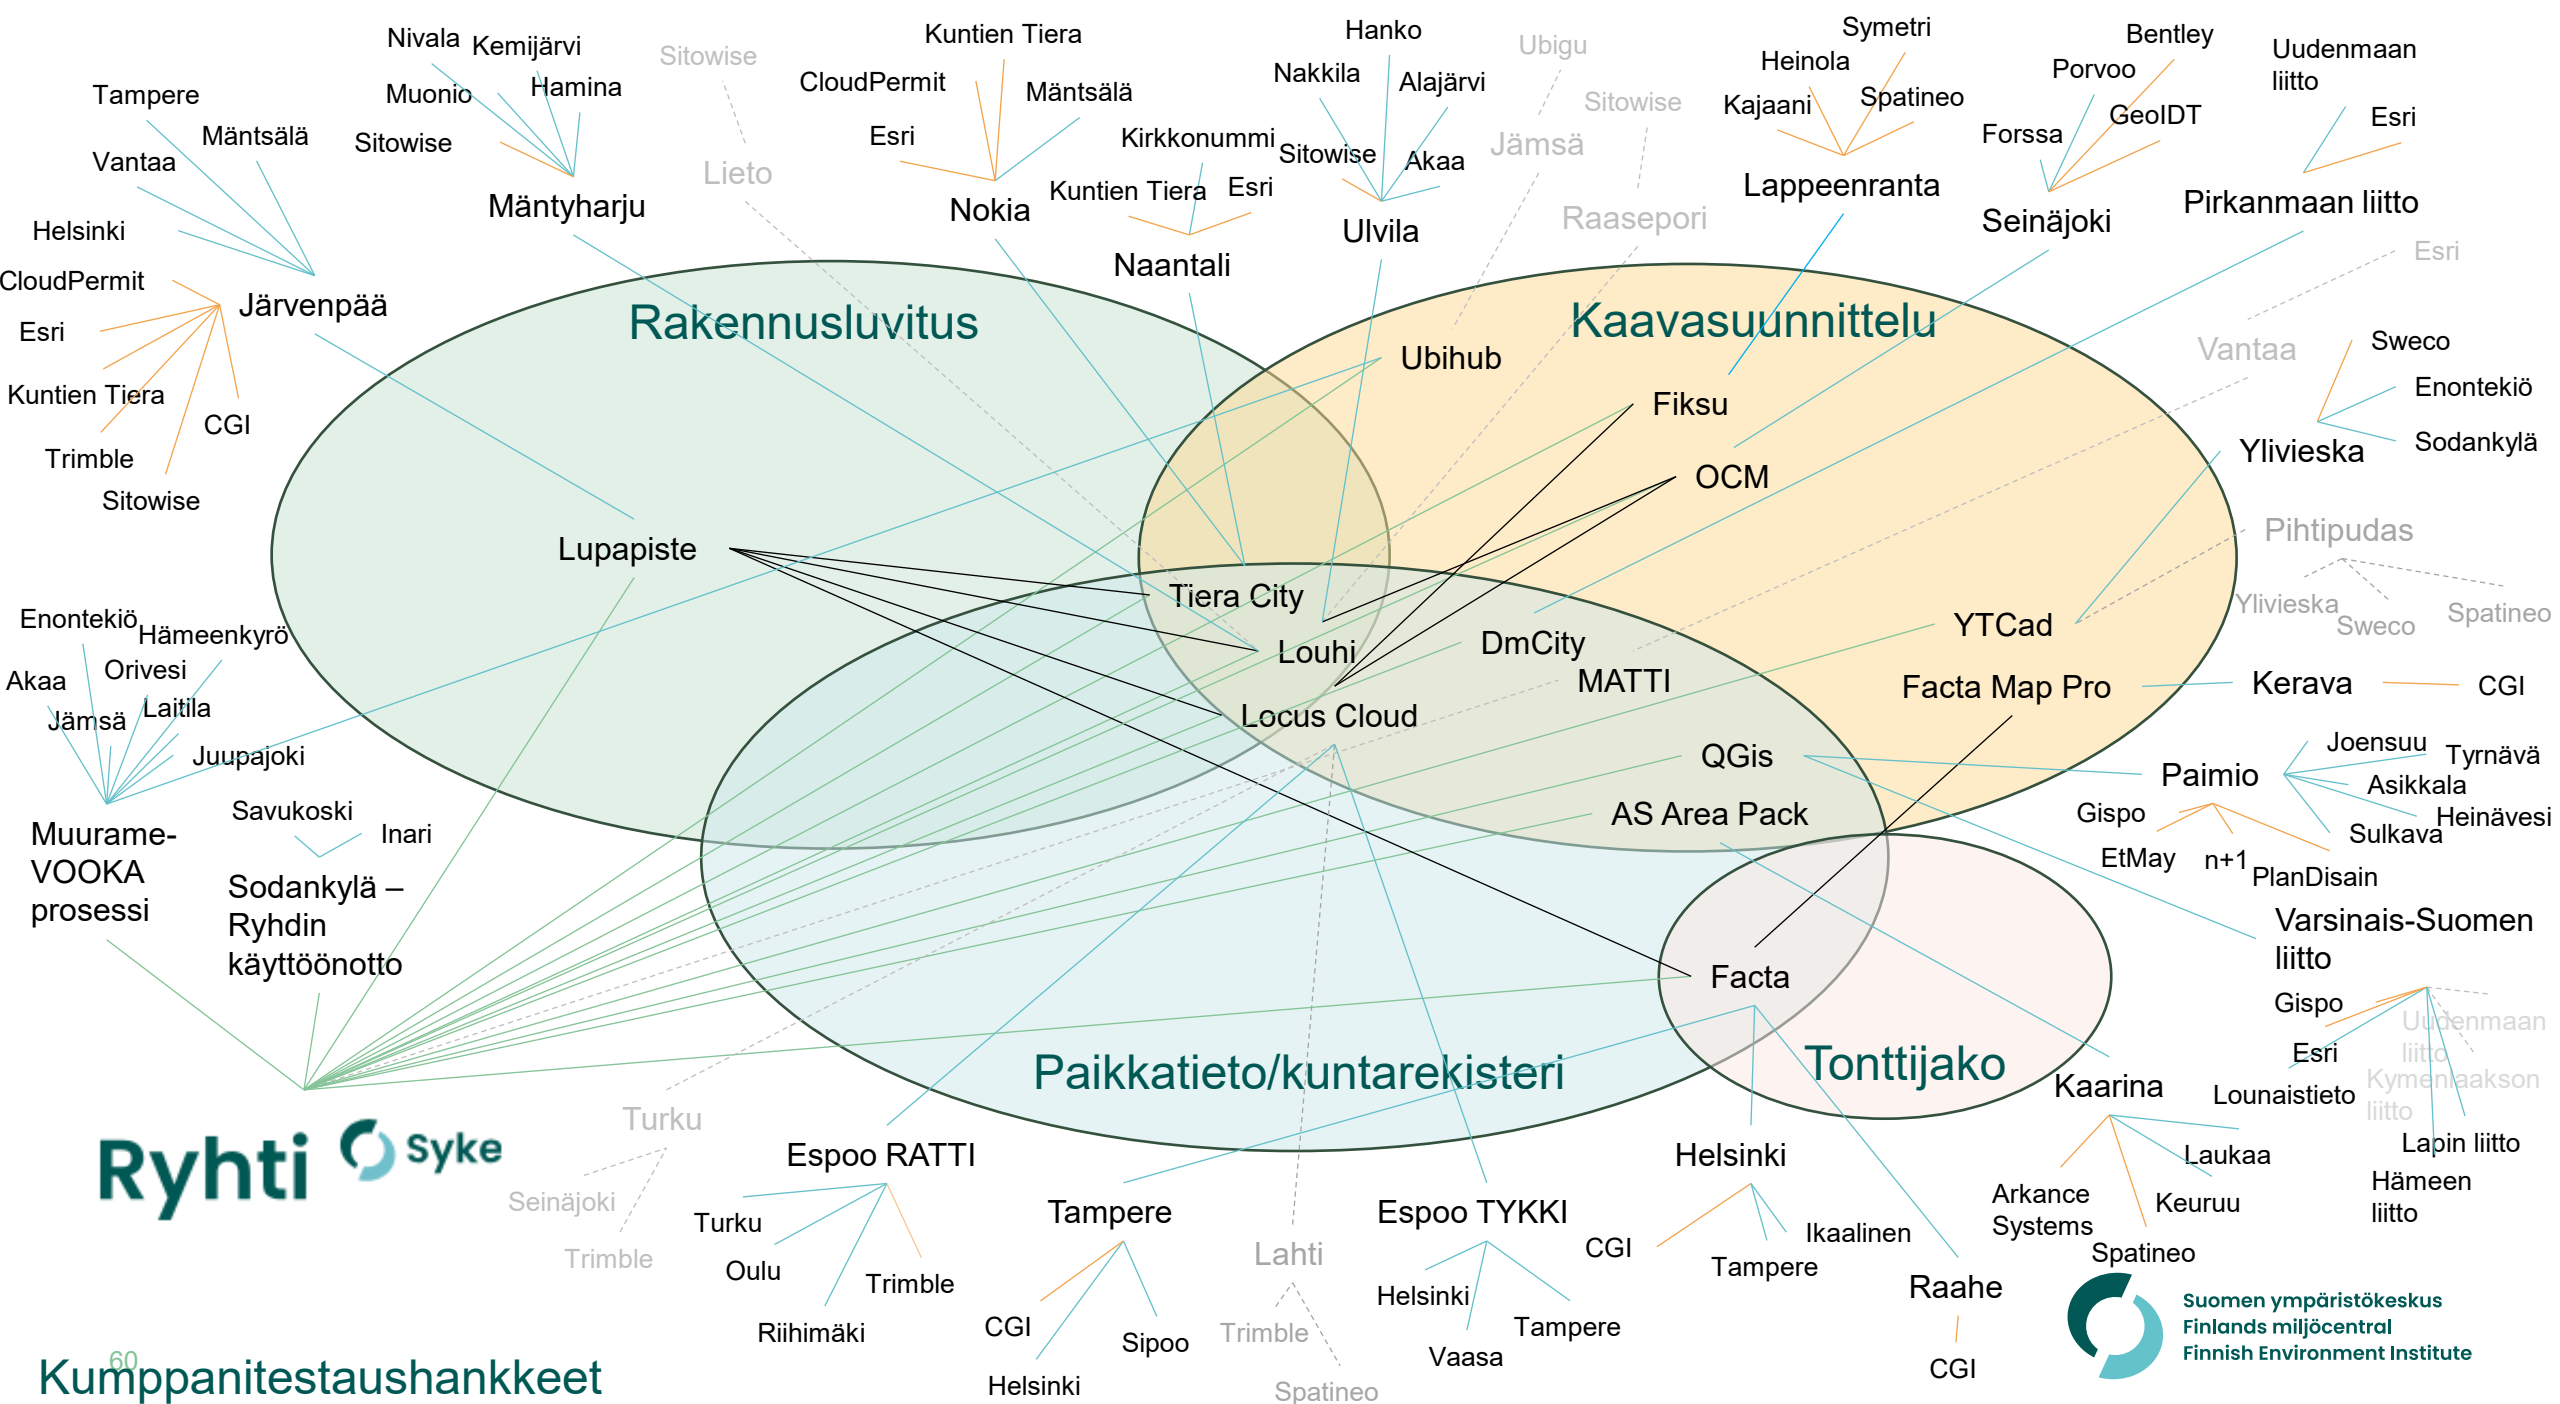 Nivala
Kemijärvi
Muonio
Hamina
Sitowise
Mäntyharju
Tampere
Mäntsälä
Vantaa
Helsinki
CloudPermit
Esri
Kuntien Tiera
Trimble
Sitowise
CGI
Järvenpää
Sitowise
Lieto
Kuntien Tiera
CloudPermit
Mäntsälä
Esri
Nokia
Kirkkonummi
Kuntien Tiera
Esri
Naantali
Hanko
Nakkila
Alajärvi
Sitowise
Akaa
Ulvila
Ubigu
Jämsä
Sitowise
Raasepori
Symetri
Heinola
Kajaani
Spatineo
Lappeenranta
Bentley
Porvoo
GeoIDT
Forssa
Seinäjoki
Uudenmaan
liitto
Esri
Pirkanmaan liitto
Esri
Vantaa
Sweco
Enontekiö
Sodankylä
Ylivieska
Pihtipudas
Ylivieska
Sweco
Spatineo
Kerava
CGI
Joensuu
Tyrnävä
Asikkala
Heinävesi
Sulkava
Paimio
Gispo
EtMay
n+1
PlanDisain
Varsinais-Suomen
liitto
Gispo
Esri
Lounaistieto
Uudenmaan
liitto
Kymenlaakson
liitto
Lapin liitto
Hämeen
liitto
Rakennusluvitus
Kaavasuunnittelu
Ubihub
Fiksu
OCM
Lupapiste
Tiera City
Louhi
DmCity
MATTI
Locus Cloud
YTCad
Facta Map Pro
QGis
AS Area Pack
Facta
Paikkatieto/kuntarekisteri
Tonttijako
Enontekiö
Hämeenkyrö
Orivesi
Akaa
Jämsä
Laitila
Juupajoki
Muurame-
VOOKA
prosessi
Savukoski
Inari
Sodankylä –
Ryhdin
käyttöönotto
Ryhti
Syke
Turku
Seinäjoki
Trimble
Espoo RATTI
Turku
Oulu
Riihimäki
Trimble
Tampere
CGI
Helsinki
Sipoo
Lahti
Trimble
Spatineo
Espoo TYKKI
Helsinki
Vaasa
Tampere
Helsinki
CGI
Tampere
Ikaalinen
Raahe
CGI
Kaarina
Laukaa
Keuruu
Arkance
Systems
Spatineo
Suomen ympäristökeskus
Finlands miljöcentral
Finnish Environment Institute
60
Kumppanitestaushankkeet